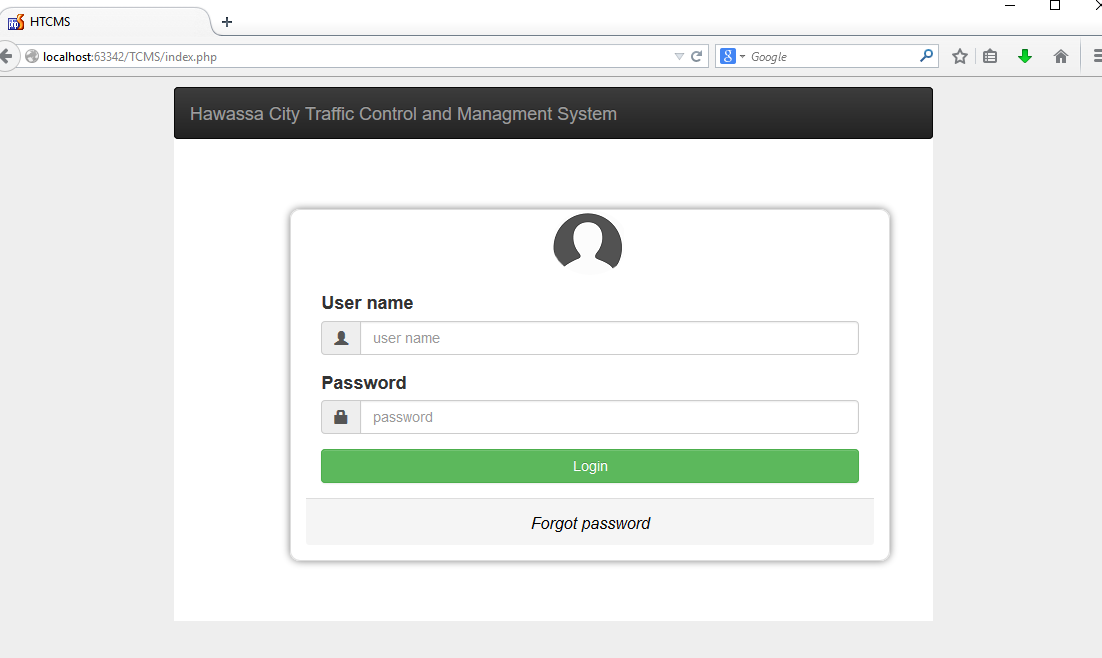 HTCMS
localhost:63342/TCMS/index.php
Google
Hawassa City Traffic Control and Managment System
User name
user name
Password
password
Login
Forgot password